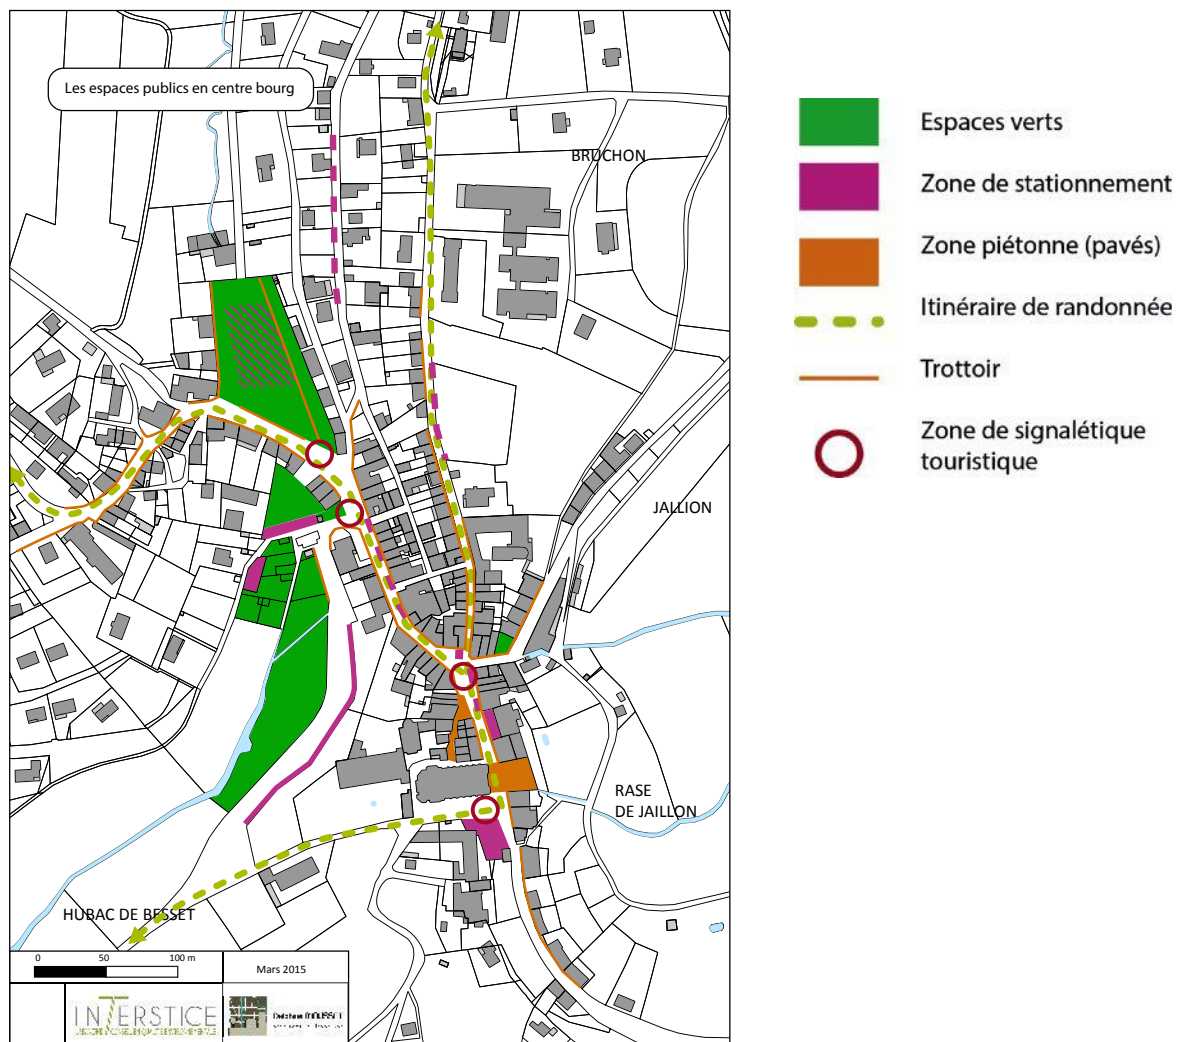 Les espaces publics en centre bourg
BRUCHON
JALLION
RASE
DE JAILLON
HUBAC DE BESSET
0 50 100 m
Mars 2015
INTERSTICE
Espaces verts
Zone de stationnement
Zone piétonne (pavés)
Itinéraire de randonnée
Trottoir
Zone de signalétique
touristique